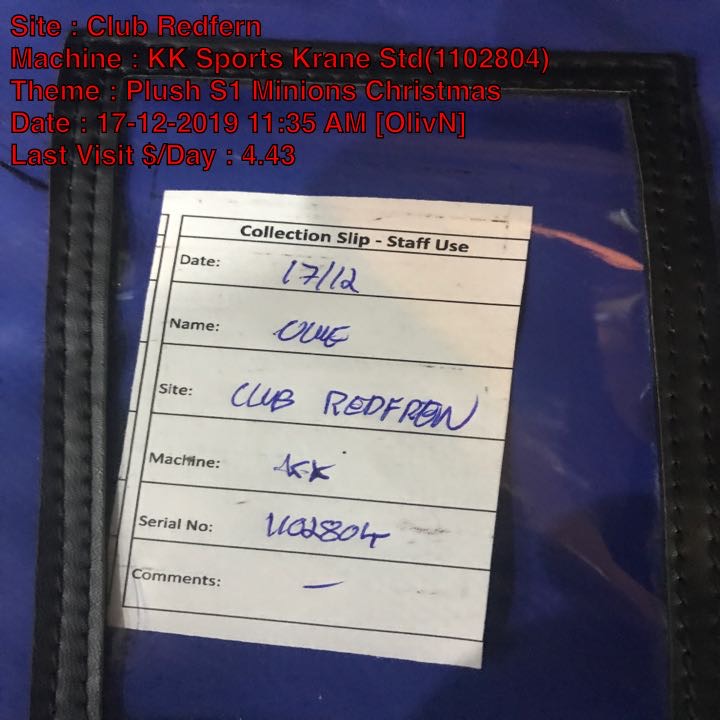 Site : Club Redfern
Machine : KK Sports Krane Std(1102804)
Theme : Plush S1 Minions Christmas
Date : 17-12-2019 11:35 AM [OlivN]
Last Visit $/Day : 4.43
Collection Slip - Staff Use
Date: 17/12
Name: OLLIE
Site: CLUB REDFREN
Machine: KK
Serial No: 1102804
Comments: —